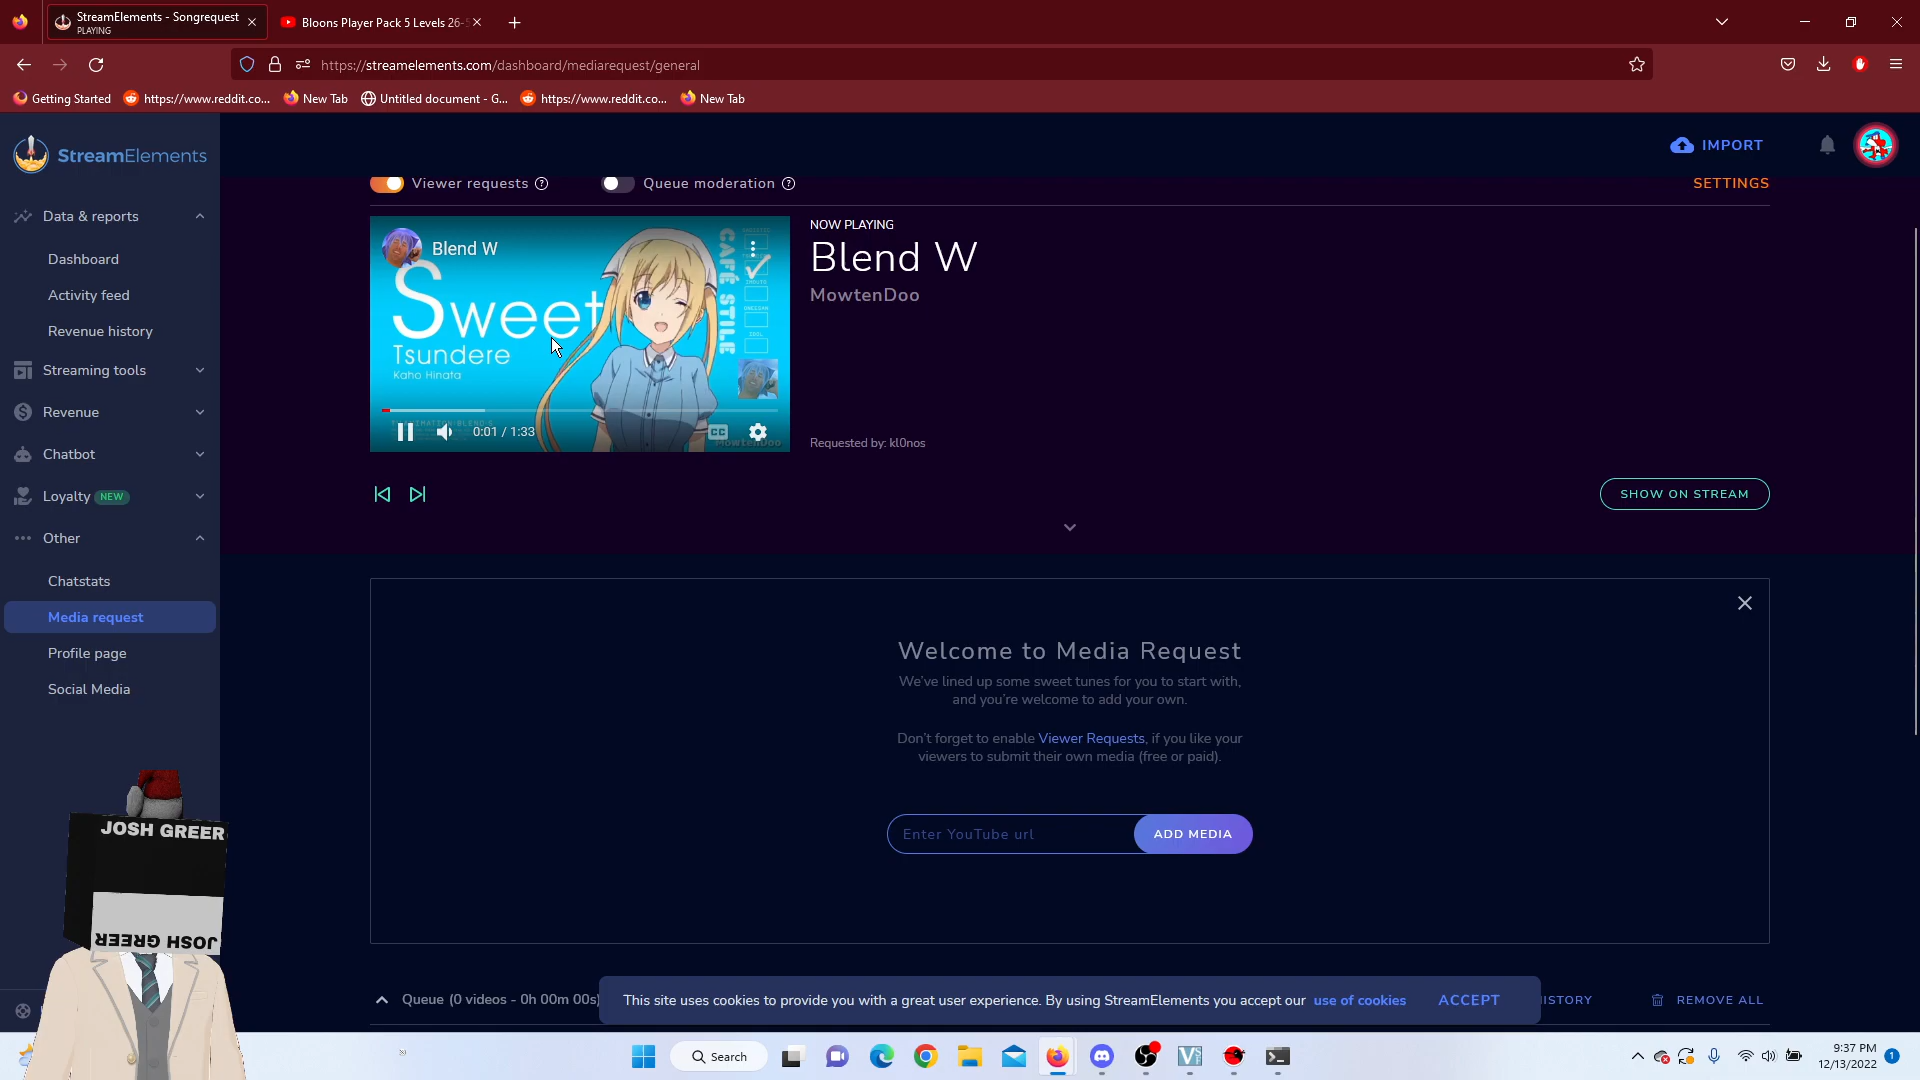 StreamElements - Songrequest
PLAYING
Bloons Player Pack 5 Levels 26-
https://streamelements.com/dashboard/mediarequest/general
Getting Started
https://www.reddit.co...
New Tab
Untitled document - G...
https://www.reddit.co...
New Tab
StreamElements
IMPORT
Data & reports
Dashboard
Activity feed
Revenue history
Streaming tools
Revenue
Chatbot
Loyalty NEW
Other
Chatstats
Media request
Profile page
Social Media
Viewer requests
Queue moderation
SETTINGS
Blend W
Sweet
Tsundere
Kaho Hinata
CAFÉ STILE
0:01 / 1:33
CC
MowtenDoo
NOW PLAYING
Blend W
MowtenDoo
Requested by: kl0nos
SHOW ON STREAM
Welcome to Media Request
We've lined up some sweet tunes for you to start with,
and you're welcome to add your own.
Don't forget to enable Viewer Requests, if you like your
viewers to submit their own media (free or paid).
Enter YouTube url
ADD MEDIA
Queue (0 videos - 0h 00m 00s)
This site uses cookies to provide you with a great user experience. By using StreamElements you accept our use of cookies
ACCEPT
ISTORY
REMOVE ALL
JOSH GREER
JOSH GREER
Search
9:37 PM
12/13/2022
1